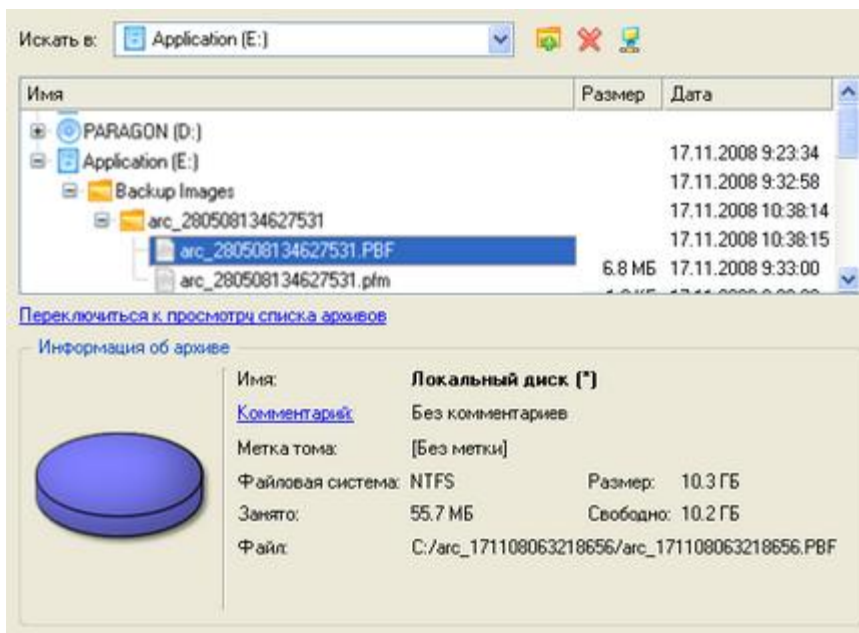 Искать в: Application (E:)
Имя Размер Дата
PARAGON (D:)
Application (E:) 17.11.2008 9:23:34
Backup Images 17.11.2008 9:32:58
arc_280508134627531 17.11.2008 10:38:14
arc_280508134627531.PBF 17.11.2008 10:38:15
arc_280508134627531.pfm 6.8 МБ 17.11.2008 9:33:00
Переключиться к просмотру списка архивов
Информация об архиве
Имя: Локальный диск (*)
Комментарий: Без комментариев
Метка тома: [Без метки]
Файловая система: NTFS Размер: 10.3 ГБ
Занято: 55.7 МБ Свободно: 10.2 ГБ
Файл: C:/arc_171108063218656/arc_171108063218656.PBF